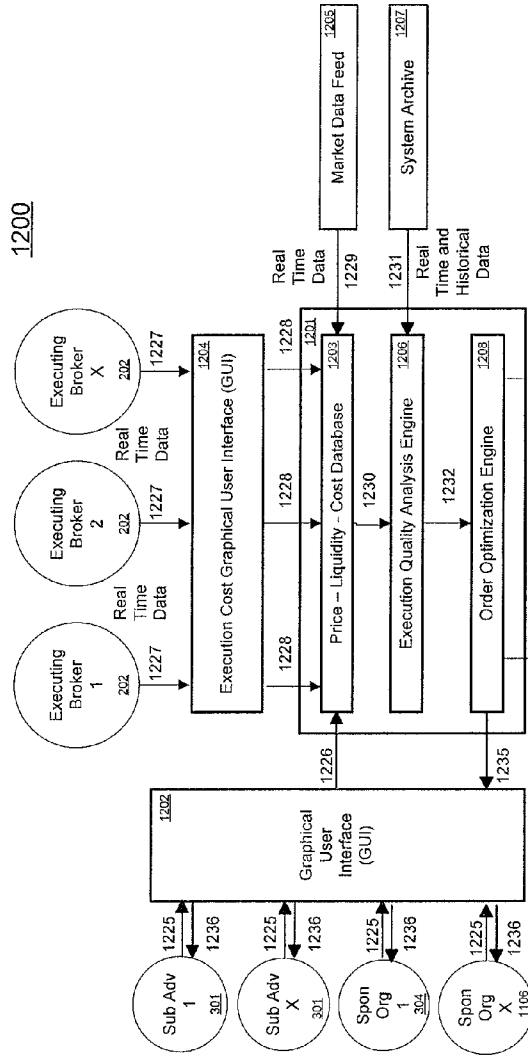 1200
Executing
Broker
1
202
Executing
Broker
2
202
Executing
Broker
X
202
1227
Real
Time
Data
1227
Real
Time
Data
1227
Execution Cost Graphical User Interface (GUI)
1204
1228
1228
1228
1201
Price – Liquidity - Cost Database
1203
1230
Execution Quality Analysis Engine
1206
1232
Order Optimization Engine
1208
Real
Time
Data
1229
Market Data Feed
1205
1231
Real
Time and
Historical
Data
System Archive
1207
1226
1235
1202
Graphical
User
Interface
(GUI)
1225
1236
1225
1236
1225
1236
1225
1236
Sub Adv
1
301
Sub Adv
X
301
Spon
Org
1
304
Spon
Org
X
1106